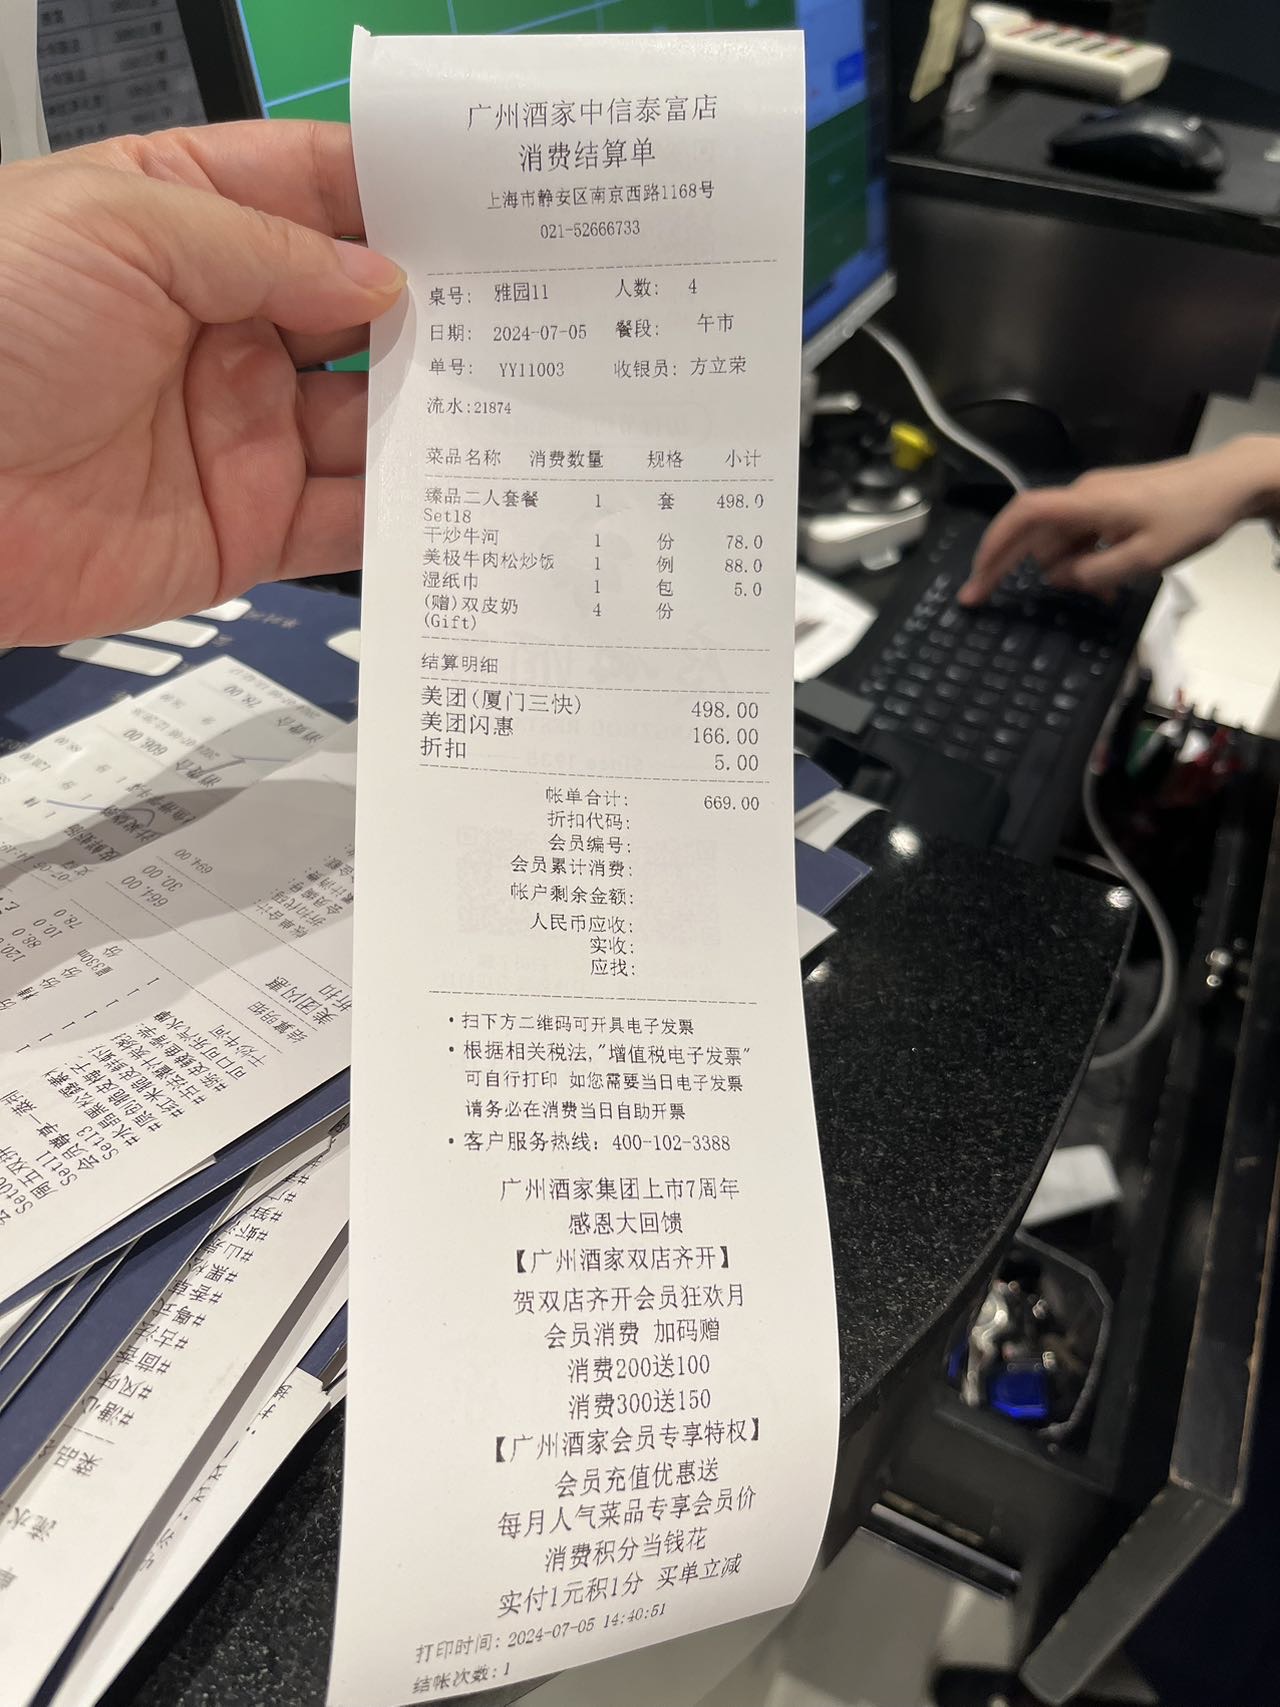 广州酒家中信泰富店
消费结算单
上海市静安区南京西路1168号
021-52666733
桌号: 雅园11 人数: 4
日期: 2024-07-05 餐段: 午市
单号: YY11003 收银员: 方立荣
流水:21874
菜品名称 消费数量 规格 小计
臻品二人套餐 1 套 498.0
Set18
干炒牛河 1 份 78.0
美极牛肉松炒饭 1 例 88.0
湿纸巾 1 包 5.0
(赠)双皮奶 4 份
(Gift)
结算明细
美团(厦门三快) 498.00
美团闪惠 166.00
折扣 5.00
帐单合计: 669.00
折扣代码:
会员编号:
会员累计消费:
帐户剩余金额:
人民币应收:
实收:
应找:
•扫下方二维码可开具电子发票
•根据相关税法,"增值税电子发票"
可自行打印 如您需要当日电子发票
请务必在消费当日自助开票
•客户服务热线: 400-102-3388
广州酒家集团上市7周年
感恩大回馈
【广州酒家双店齐开】
贺双店齐开会员狂欢月
会员消费 加码赠
消费200送100
消费300送150
【广州酒家会员专享特权】
会员充值优惠送
每月人气菜品专享会员价
消费积分当钱花
实付1元积1分 买单立减
打印时间: 2024-07-05 14:40:51
结帐次数:1